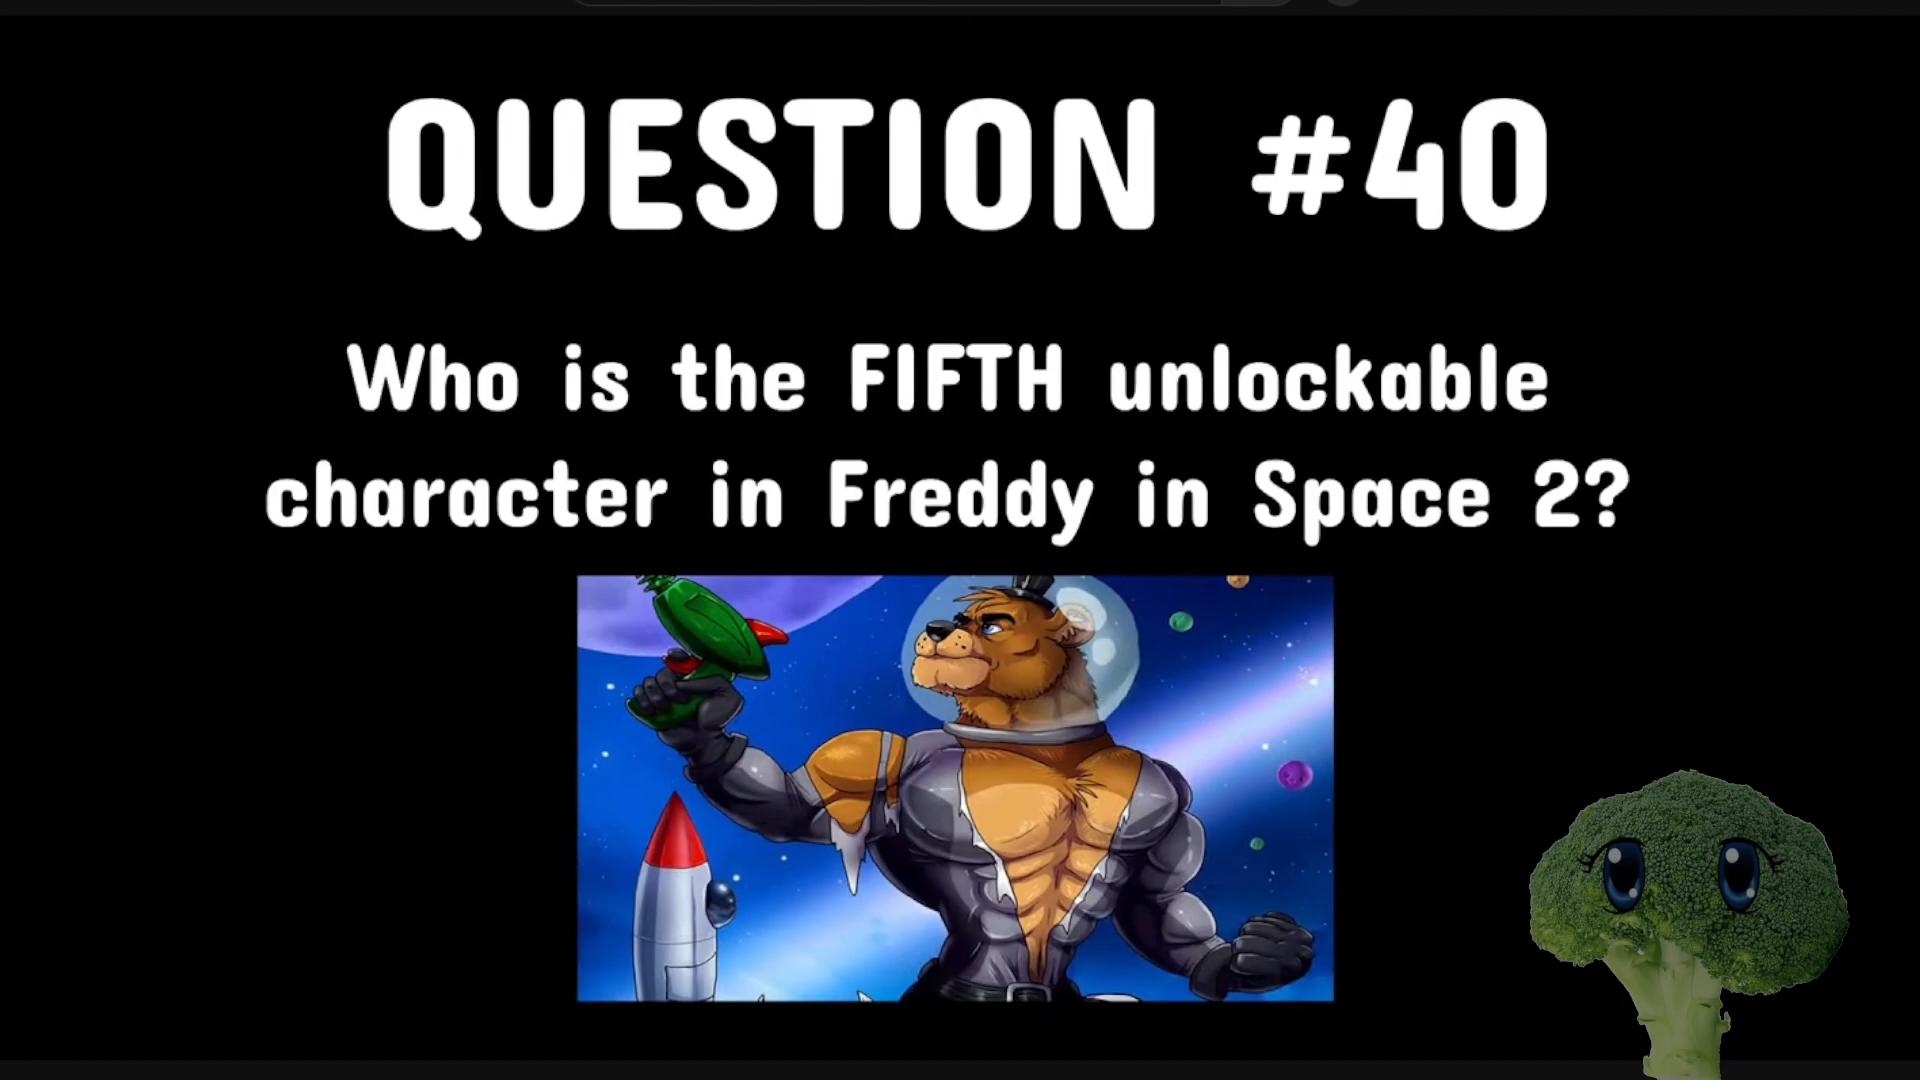 QUESTION #40
Who is the FIFTH unlockable
character in Freddy in Space 2?